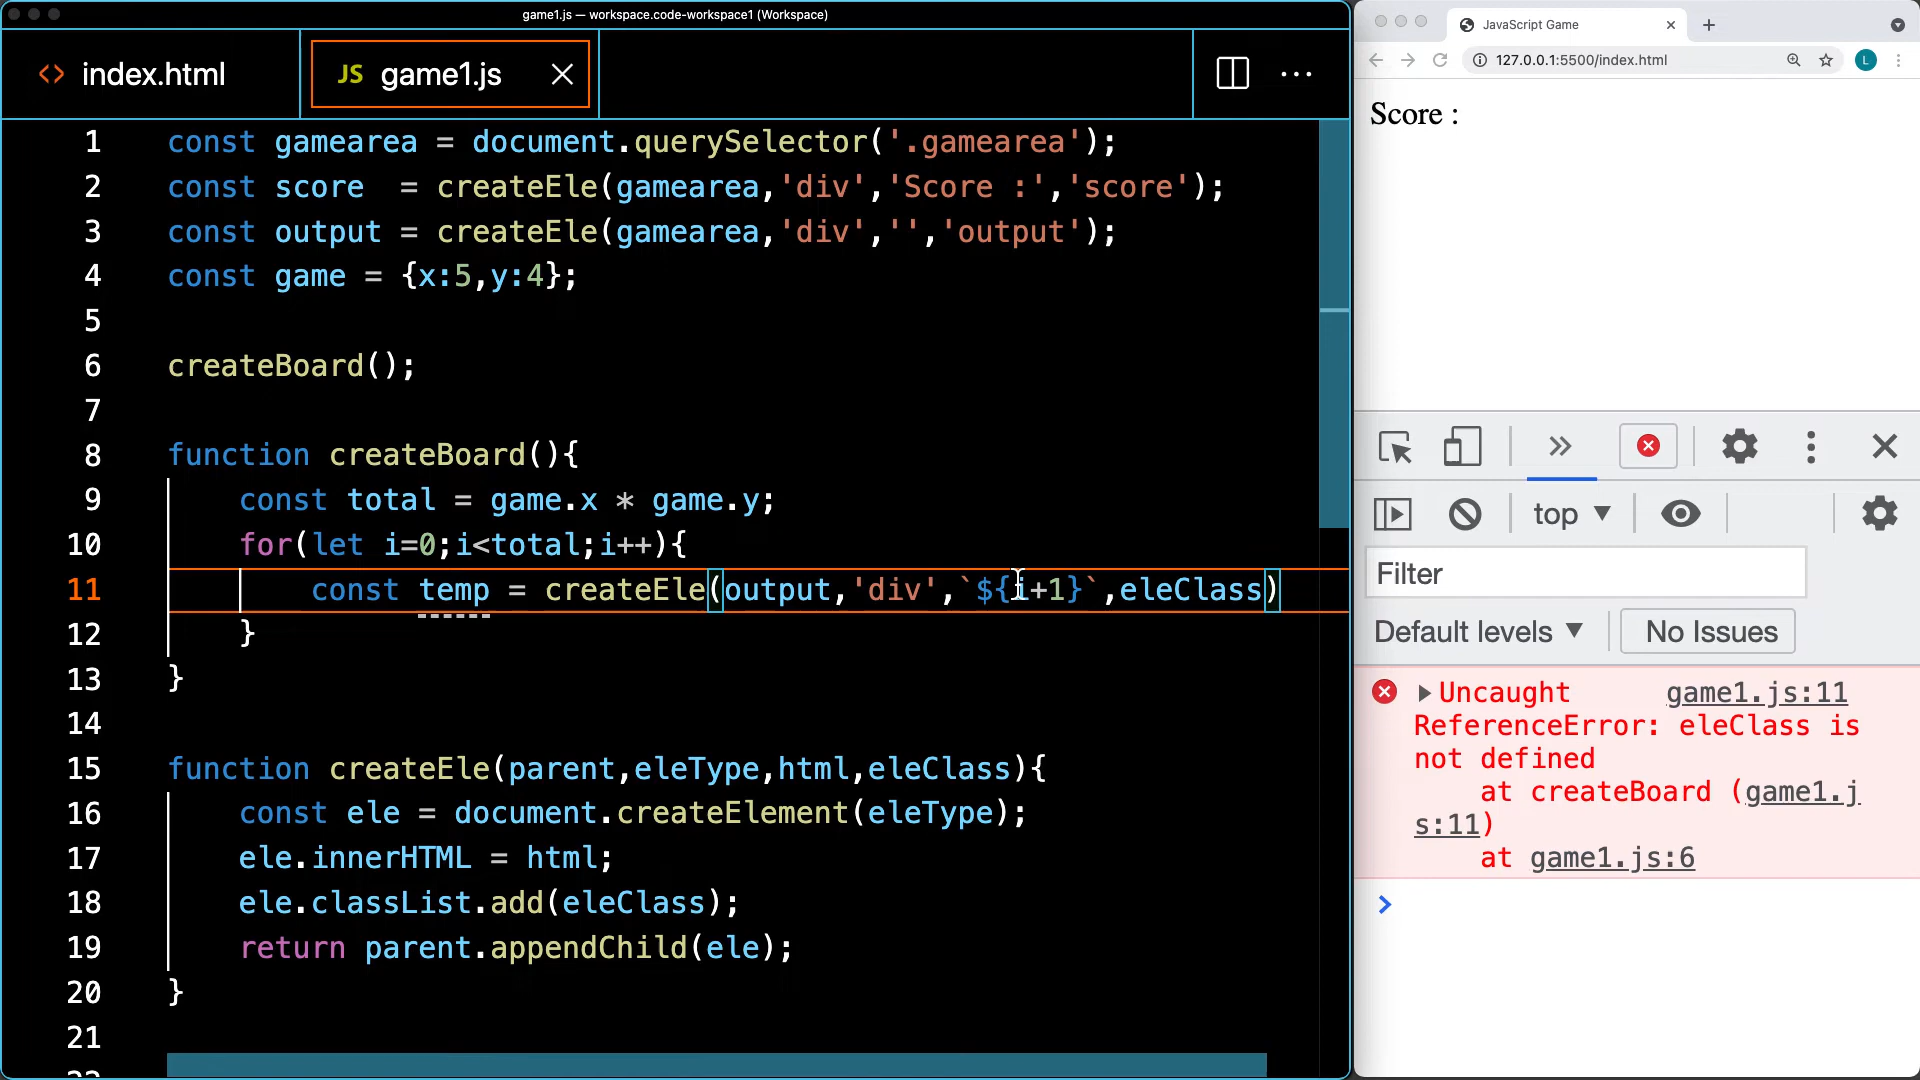 game1.js — workspace.code-workspace1 (Workspace)
<> index.html
JS game1.js
1 const gamearea = document.querySelector('.gamearea');
2 const score  = createEle(gamearea,'div','Score :','score');
3 const output = createEle(gamearea,'div','','output');
4 const game = {x:5,y:4};
5
6 createBoard();
7
8 function createBoard(){
9     const total = game.x * game.y;
10     for(let i=0;i<total;i++){
11         const temp = createEle(output,'div',`${i+1}`,eleClass)
12     }
13 }
14
15 function createEle(parent,eleType,html,eleClass){
16     const ele = document.createElement(eleType);
17     ele.innerHTML = html;
18     ele.classList.add(eleClass);
19     return parent.appendChild(ele);
20 }
21
JavaScript Game
127.0.0.1:5500/index.html
L
Score :
top
Filter
Default levels
No Issues
Uncaught game1.js:11
ReferenceError: eleClass is
not defined
at createBoard (game1.j
s:11)
at game1.js:6